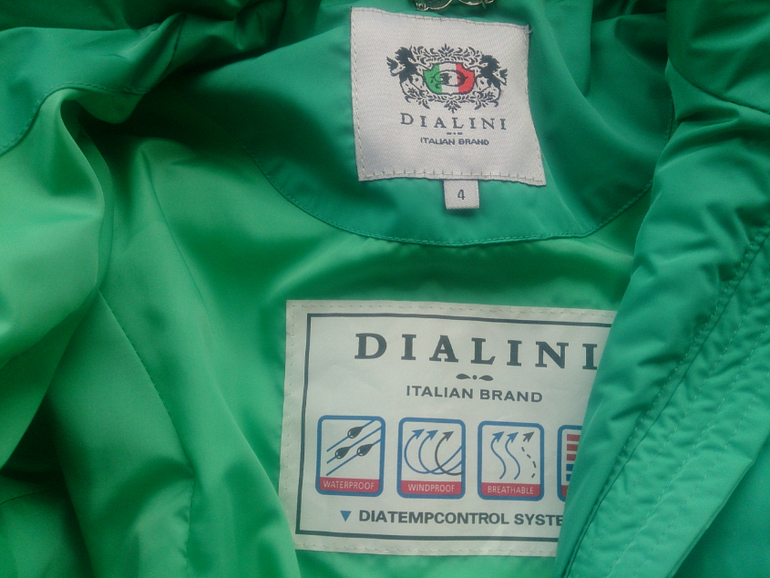 DIALINI
ITALIAN BRAND
4
DIALINI
ITALIAN BRAND
WATERPROOF
WINDPROOF
BREATHABLE
DIATEMPCONTROL SYSTE